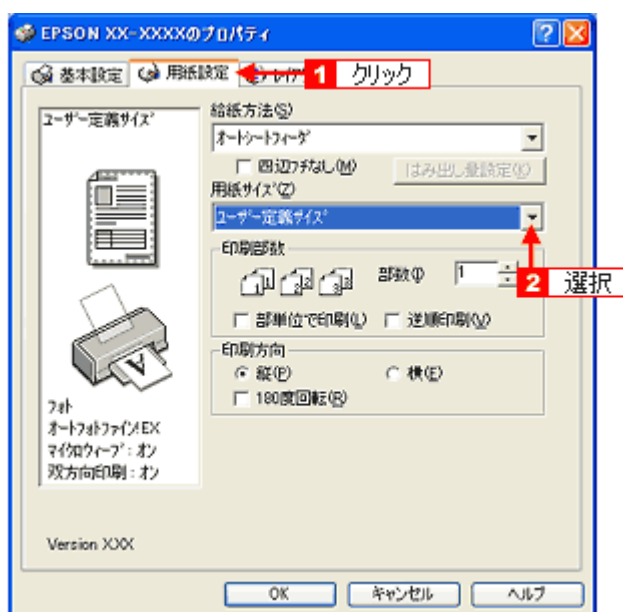 EPSON XX-XXXXのプロパティ
基本設定 用紙設定 1 クリック
ユーザー定義サイズ
給紙方法(S)
オートシートフィーダ
四辺フチなし(M) はみ出し量設定(K)
用紙サイズ(Z)
ユーザー定義サイズ
2 選択
印刷部数
部数(I) 1
部単位で印刷(L) 逆順印刷(V)
印刷方向
縦(P) 横(E)
180度回転(R)
フォト
オートフォトファイン!EX
マイクロウィーブ：オン
双方向印刷：オン
Version XXX
OK キャンセル ヘルプ